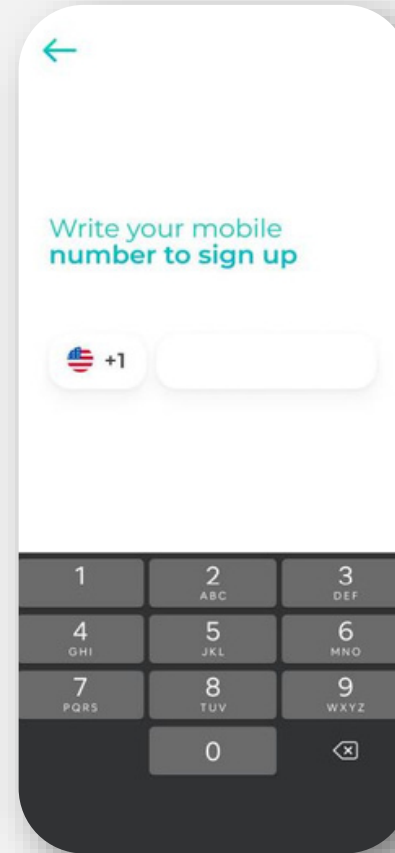 Write your mobile
number to sign up
+1
1 2 3
ABC DEF
4 5 6
GHI JKL MNO
7 8 9
PQRS TUV WXYZ
0